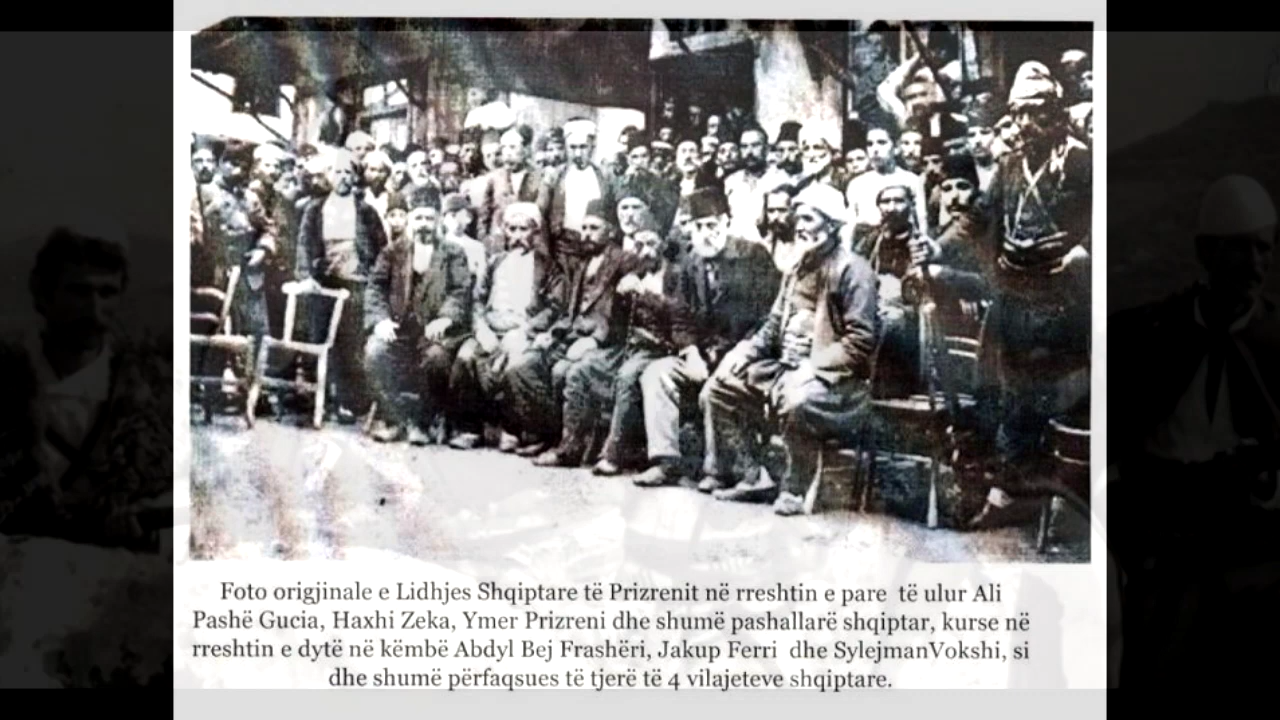 Foto origjinale e Lidhjes Shqiptare të Prizrenit në rreshtin e pare të ulur Ali
Pashë Gucia, Haxhi Zeka, Ymer Prizreni dhe shumë pashallarë shqiptar, kurse në
rreshtin e dytë në këmbë Abdyl Bej Frashëri, Jakup Ferri dhe SylejmanVokshi, si
dhe shumë përfaqsues të tjerë të 4 vilajeteve shqiptare.